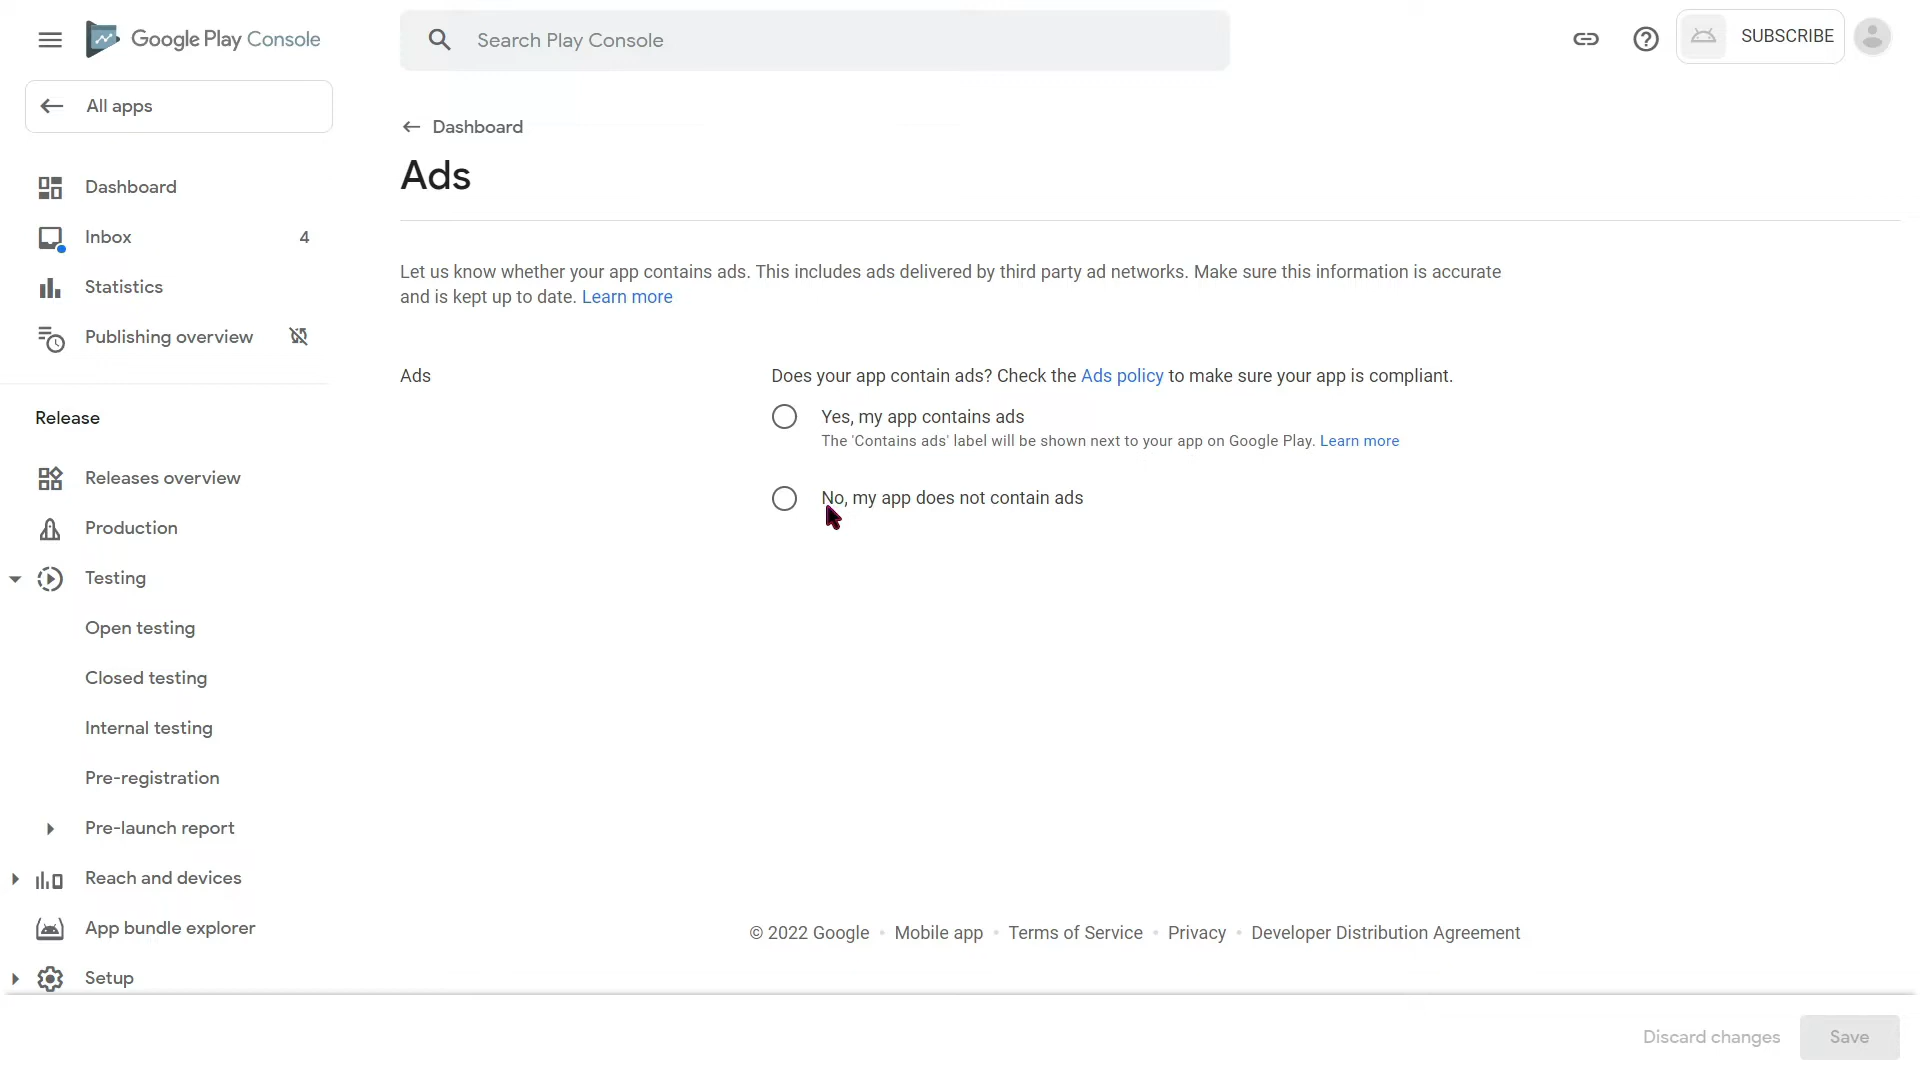 Google Play Console
Search Play Console
SUBSCRIBE
All apps
Dashboard
Inbox 4
Statistics
Publishing overview
Release
Releases overview
Production
Testing
Open testing
Closed testing
Internal testing
Pre-registration
Pre-launch report
Reach and devices
App bundle explorer
Setup
Dashboard
Ads
Let us know whether your app contains ads. This includes ads delivered by third party ad networks. Make sure this information is accurate
and is kept up to date. Learn more
Ads
Does your app contain ads? Check the Ads policy to make sure your app is compliant.
Yes, my app contains ads
The 'Contains ads' label will be shown next to your app on Google Play. Learn more
No, my app does not contain ads
© 2022 Google • Mobile app • Terms of Service • Privacy • Developer Distribution Agreement
Discard changes
Save